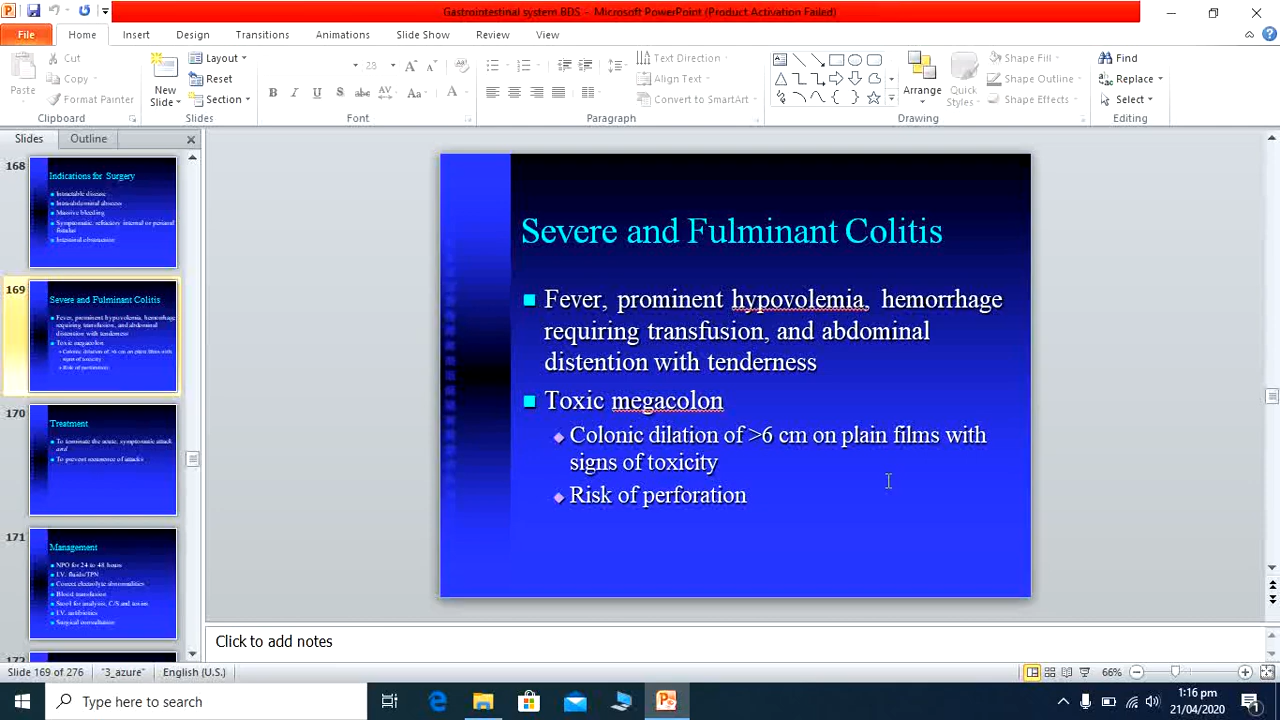 Gastrointestinal system BDS - Microsoft PowerPoint (Product Activation Failed)
File Home Insert Design Transitions Animations Slide Show Review View
Paste
Cut
Copy
Format Painter
Clipboard
New Slide
Layout
Reset
Section
Slides
28
B I U S abc AV Aa A
Font
Text Direction
Align Text
Convert to SmartArt
Paragraph
Arrange
Quick Styles
Shape Fill
Shape Outline
Shape Effects
Drawing
Find
Replace
Select
Editing
Slides Outline
168
Indications for Surgery
Intractable disease
Intraabdominal abscess
Massive bleeding
Symptomatic, refractory internal or perianal
fistulas
Intestinal obstruction
169
Severe and Fulminant Colitis
Fever, prominent hypovolemia, hemorrhage
requiring transfusion, and abdominal
distention with tenderness
Toxic megacolon
Colonic dilation of >6 cm on plain films with
signs of toxicity
Risk of perforation
170
Treatment
To terminate the acute, symptomatic attack
and
To prevent recurrence of attacks
171
Management
NPO for 24 to 48 hours
I.V. fluids/TPN
Correct electrolyte abnormalities
Blood transfusion
Stool for analysis, C/S and toxins
I.V. antibiotics
Surgical consultation
172
Severe and Fulminant Colitis
Fever, prominent hypovolemia, hemorrhage
requiring transfusion, and abdominal
distention with tenderness
Toxic megacolon
Colonic dilation of >6 cm on plain films with
signs of toxicity
Risk of perforation
Click to add notes
Slide 169 of 276 "3_azure" English (U.S.) 66%
Type here to search
1:16 pm
21/04/2020